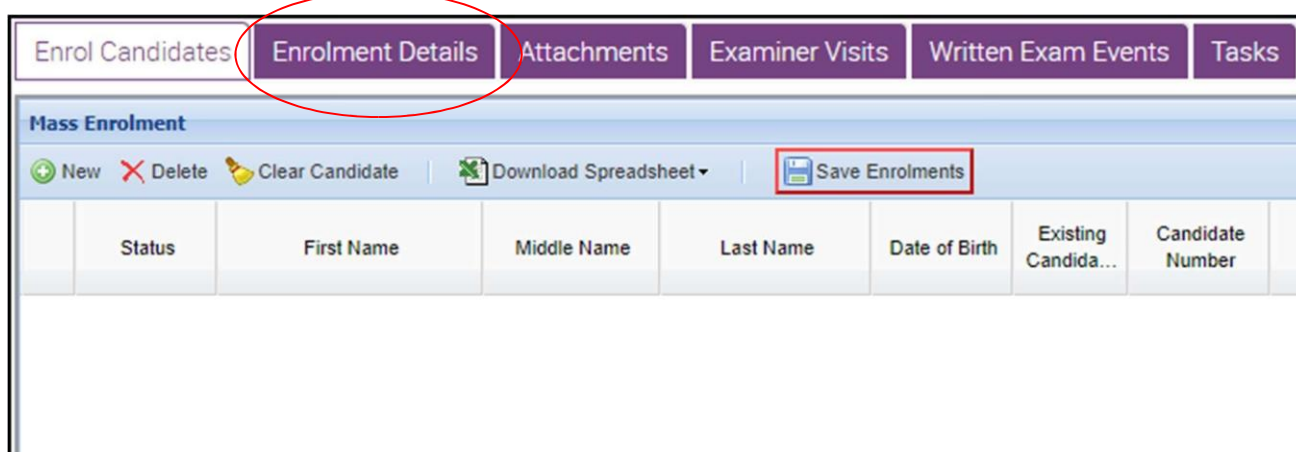 Enrol Candidates Enrolment Details Attachments Examiner Visits Written Exam Events Tasks
Mass Enrolment
New Delete Clear Candidate Download Spreadsheet Save Enrolments
Status First Name Middle Name Last Name Date of Birth Existing Candida... Candidate Number